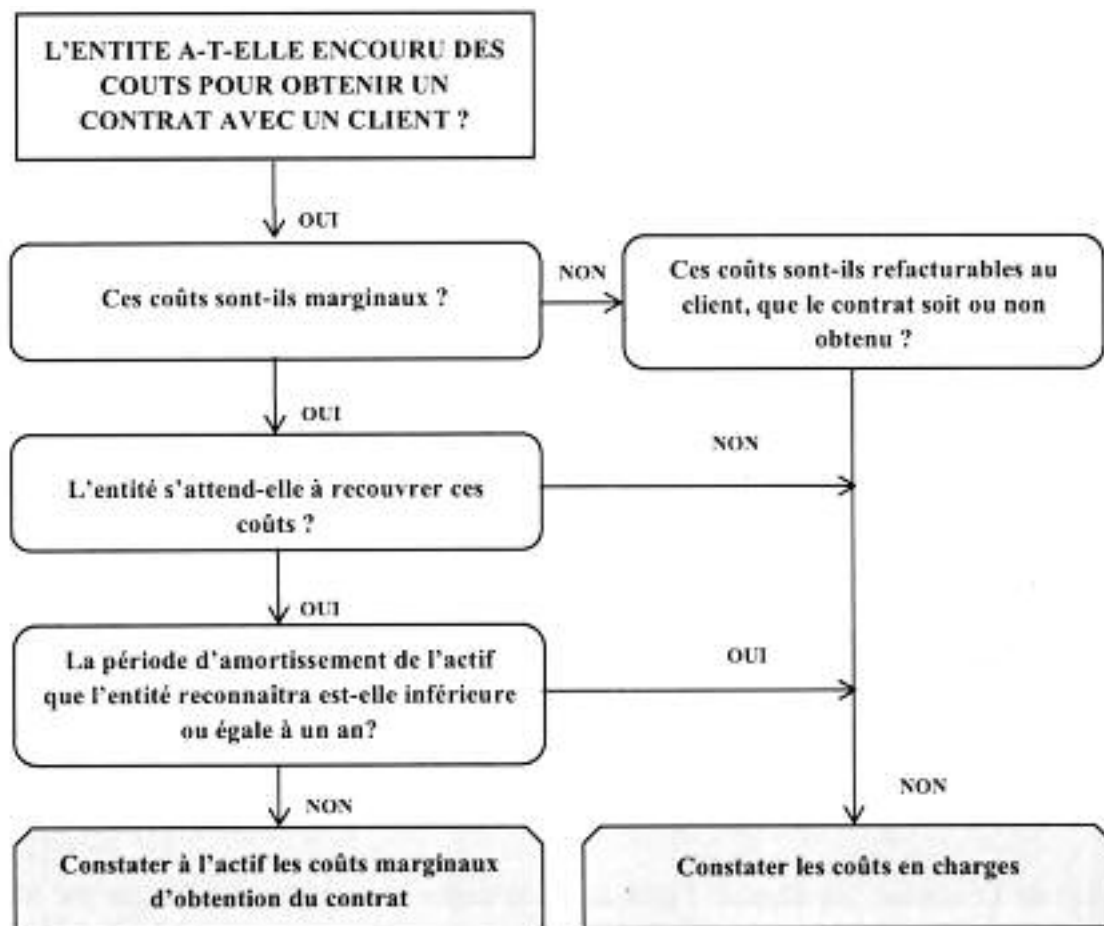 L'ENTITE A-T-ELLE ENCOURU DES
COUTS POUR OBTENIR UN
CONTRAT AVEC UN CLIENT ?
OUI
Ces coûts sont-ils marginaux ?
NON
Ces coûts sont-ils refacturables au
client, que le contrat soit ou non
obtenu ?
OUI
L'entité s'attend-elle à recouvrer ces
coûts ?
NON
OUI
La période d'amortissement de l'actif
que l'entité reconnaîtra est-elle inférieure
ou égale à un an?
OUI
NON
NON
Constater à l'actif les coûts marginaux
d'obtention du contrat
Constater les coûts en charges